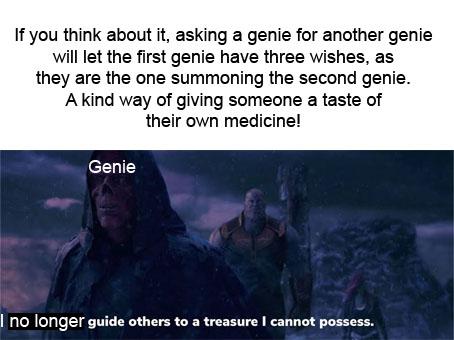 If you think about it, asking a genie for another genie
will let the first genie have three wishes, as
they are the one summoning the second genie.
A kind way of giving someone a taste of
their own medicine!
Genie
I no longer guide others to a treasure I cannot possess.